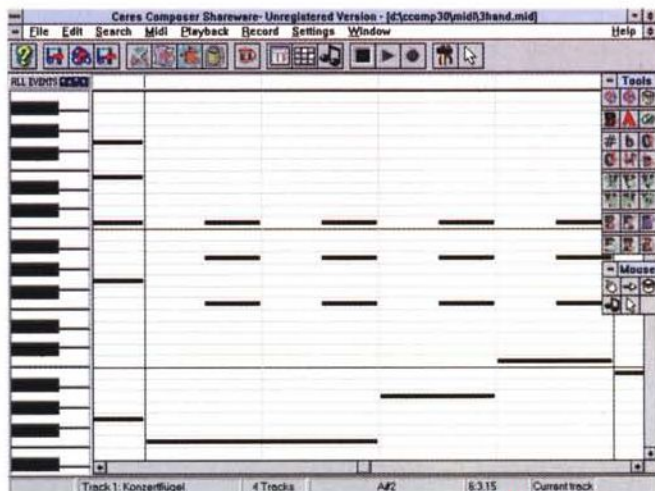 Ceres Composer Shareware- Unregistered Version - [d:\ccomp30\midi\3hand.mid]
File Edit Search Midi Playback Record Settings Window Help
ALL EVENTS
Tools
# b
Mouse
Track 1: Konzertflügel 4 Tracks A#2 6:3.15 Current track